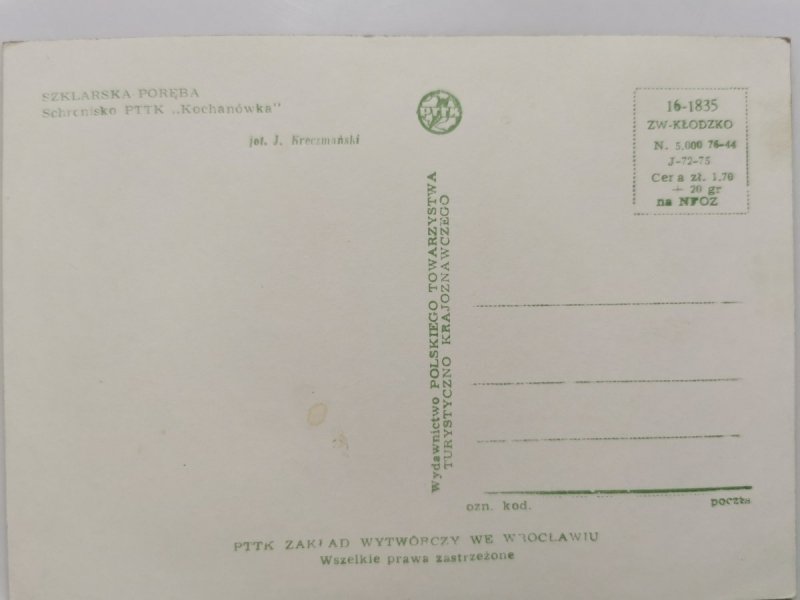 SZKLARSKA PORĘBA
Schronisko PTTK „Kochanówka"
fot. J. Kreczmański
PTTK
16-1835
ZW-KŁODZKO
N. 5.000 76-44
J-72-75
Cena zł. 1.70
+ 20 gr
na NFOZ
Wydawnictwo POLSKIEGO TOWARZYSTWA
TURYSTYCZNO KRAJOZNAWCZEGO
ozn. kod.
poczta
PTTK ZAKŁAD WYTWÓRCZY WE WROCŁAWIU
Wszelkie prawa zastrzeżone